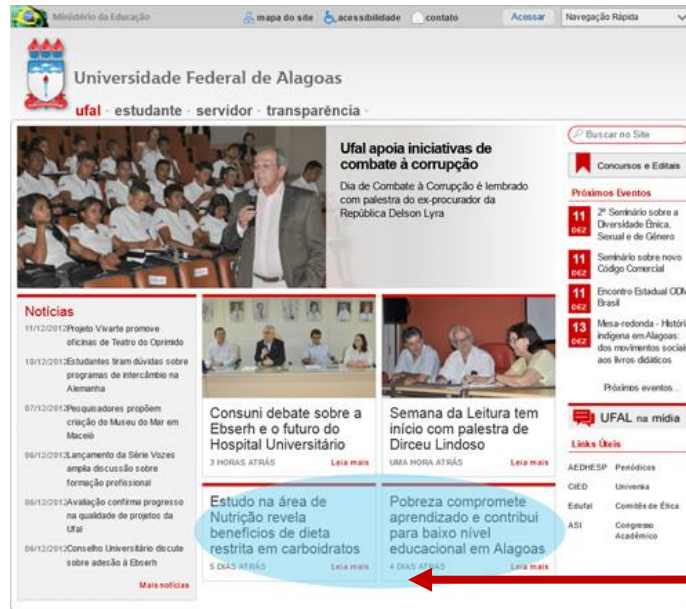 Ministério da Educação
mapa do site acessibilidade contato Acessar Navegação Rápida
Universidade Federal de Alagoas
ufal · estudante · servidor · transparência ·
Ufal apoia iniciativas de
combate à corrupção
Dia de Combate à Corrupção é lembrado
com palestra do ex-procurador da
República Delson Lyra
Buscar no Site
Concursos e Editais
Próximos Eventos
11 DEZ
2º Seminário sobre a
Diversidade Étnica,
Sexual e de Gênero
11 DEZ
Seminário sobre novo
Código Comercial
11 DEZ
Encontro Estadual ODM
Brasil
13 DEZ
Mesa-redonda - História
indígena em Alagoas:
dos movimentos sociais
aos livros didáticos
Próximos eventos...
Notícias
11/12/2012 Projeto Vivarte promove
oficinas de Teatro do Oprimido
10/12/2012 Estudantes tiram dúvidas sobre
programas de intercâmbio na
Alemanha
07/12/2012 Pesquisadores propõem
criação do Museu do Mar em
Maceió
06/12/2012 Lançamento da Série Vozes
amplia discussão sobre
formação profissional
06/12/2012 Avaliação confirma progresso
na qualidade de projetos da
Ufal
06/12/2012 Conselho Universitário discute
sobre adesão à Ebserh
Mais notícias
Consuni debate sobre a
Ebserh e o futuro do
Hospital Universitário
3 HORAS ATRÁS Leia mais
Semana da Leitura tem
início com palestra de
Dirceu Lindoso
UMA HORA ATRÁS Leia mais
Estudo na área de
Nutrição revela
benefícios de dieta
restrita em carboidratos
5 DIAS ATRÁS Leia mais
Pobreza compromete
aprendizado e contribui
para baixo nível
educacional em Alagoas
4 DIAS ATRÁS Leia mais
UFAL na mídia
Links Úteis
AEDHESP Periódicos
CIED Universia
Edufal Comitês de Ética
ASI Congresso
Acadêmico